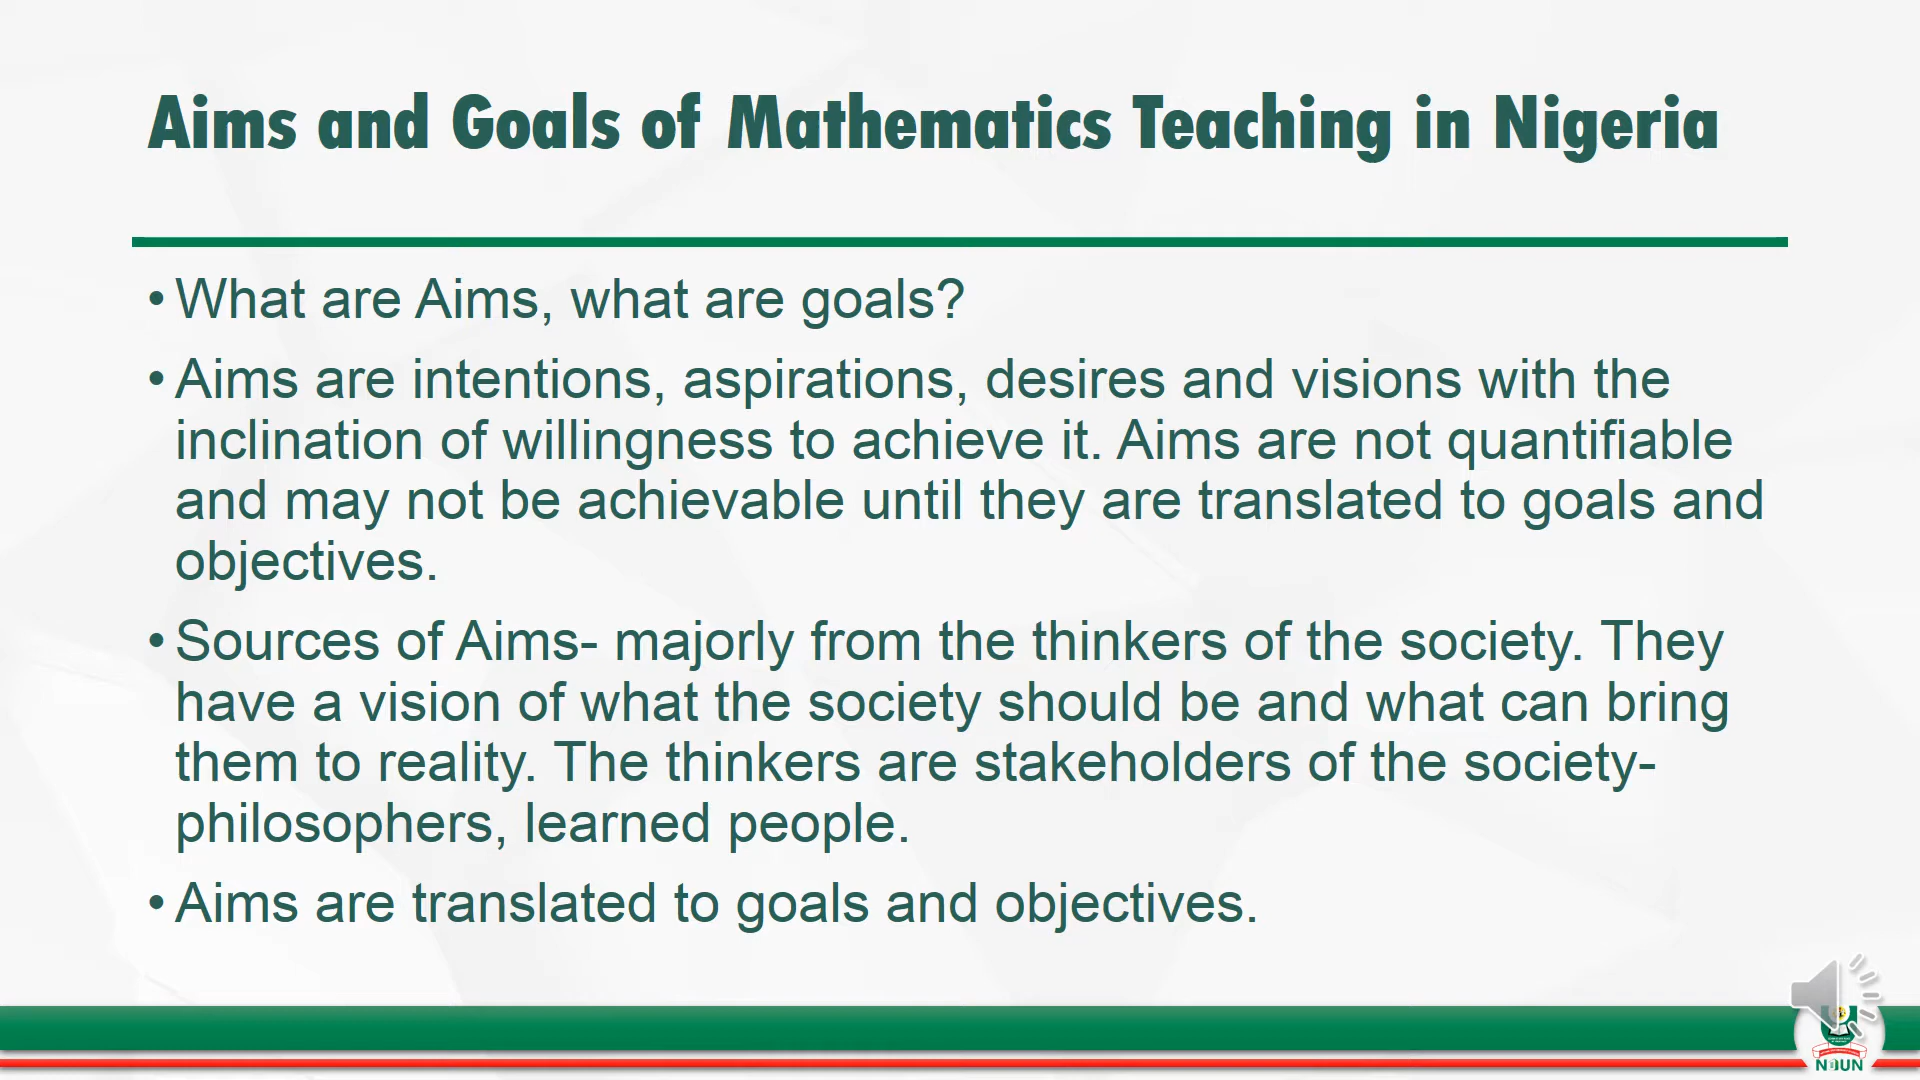 Aims and Goals of Mathematics Teaching in Nigeria
• What are Aims, what are goals?
• Aims are intentions, aspirations, desires and visions with the
inclination of willingness to achieve it. Aims are not quantifiable
and may not be achievable until they are translated to goals and
objectives.
• Sources of Aims- majorly from the thinkers of the society. They
have a vision of what the society should be and what can bring
them to reality. The thinkers are stakeholders of the society-
philosophers, learned people.
• Aims are translated to goals and objectives.
NOUN